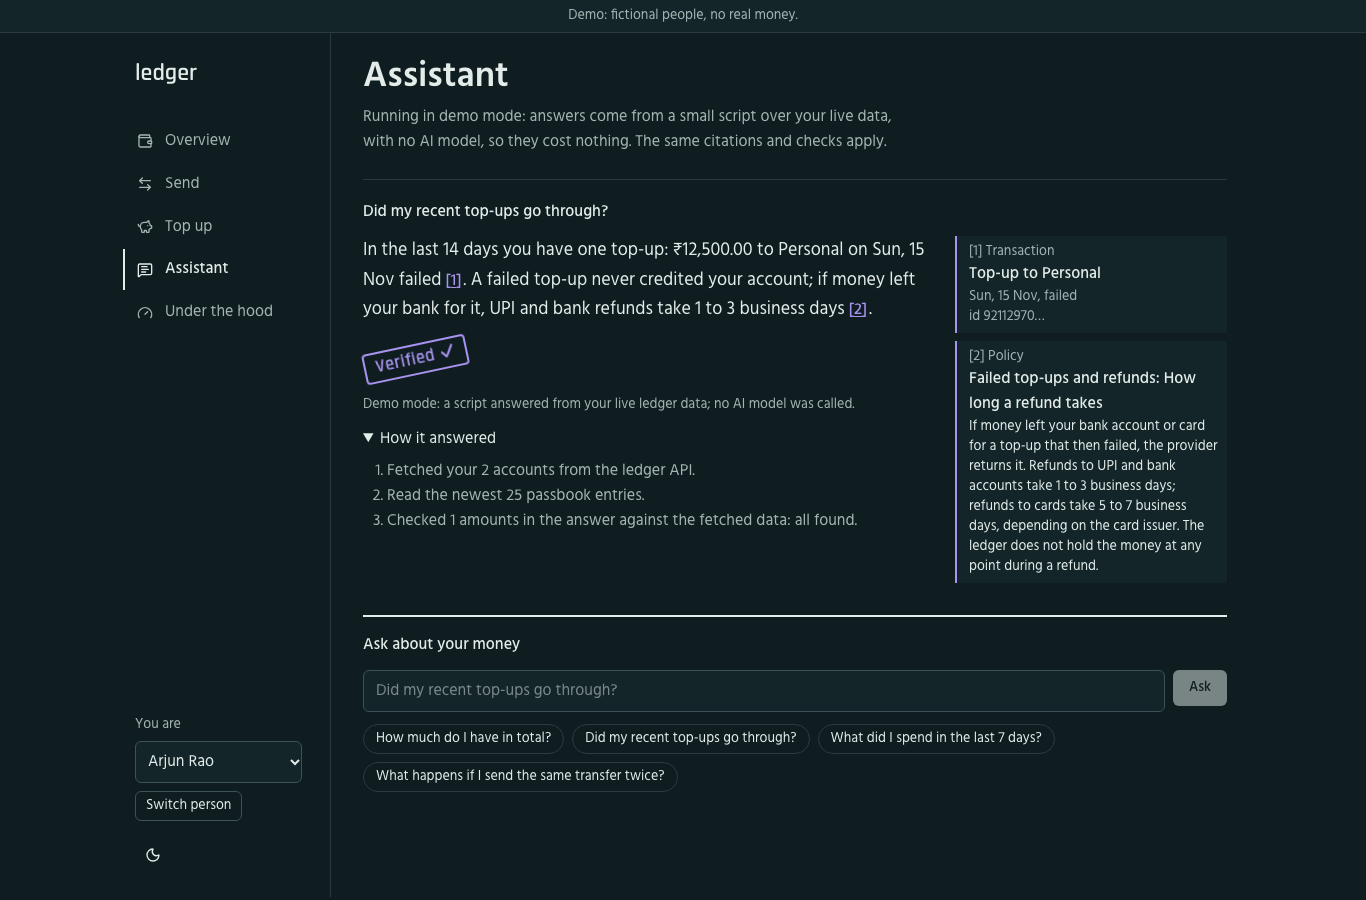 Demo: fictional people, no real money.
ledger
Overview
Send
Top up
Assistant
Under the hood
You are
Arjun Rao
Switch person
Assistant
Running in demo mode: answers come from a small script over your live data,
with no AI model, so they cost nothing. The same citations and checks apply.
Did my recent top-ups go through?
In the last 14 days you have one top-up: ₹12,500.00 to Personal on Sun, 15
Nov failed [1]. A failed top-up never credited your account; if money left
your bank for it, UPI and bank refunds take 1 to 3 business days [2].
Verified ✓
Demo mode: a script answered from your live ledger data; no AI model was called.
▼ How it answered
1. Fetched your 2 accounts from the ledger API.
2. Read the newest 25 passbook entries.
3. Checked 1 amounts in the answer against the fetched data: all found.
[1] Transaction
Top-up to Personal
Sun, 15 Nov, failed
id 92112970…
[2] Policy
Failed top-ups and refunds: How
long a refund takes
If money left your bank account or card
for a top-up that then failed, the provider
returns it. Refunds to UPI and bank
accounts take 1 to 3 business days;
refunds to cards take 5 to 7 business
days, depending on the card issuer. The
ledger does not hold the money at any
point during a refund.
Ask about your money
Did my recent top-ups go through?
Ask
How much do I have in total?
Did my recent top-ups go through?
What did I spend in the last 7 days?
What happens if I send the same transfer twice?